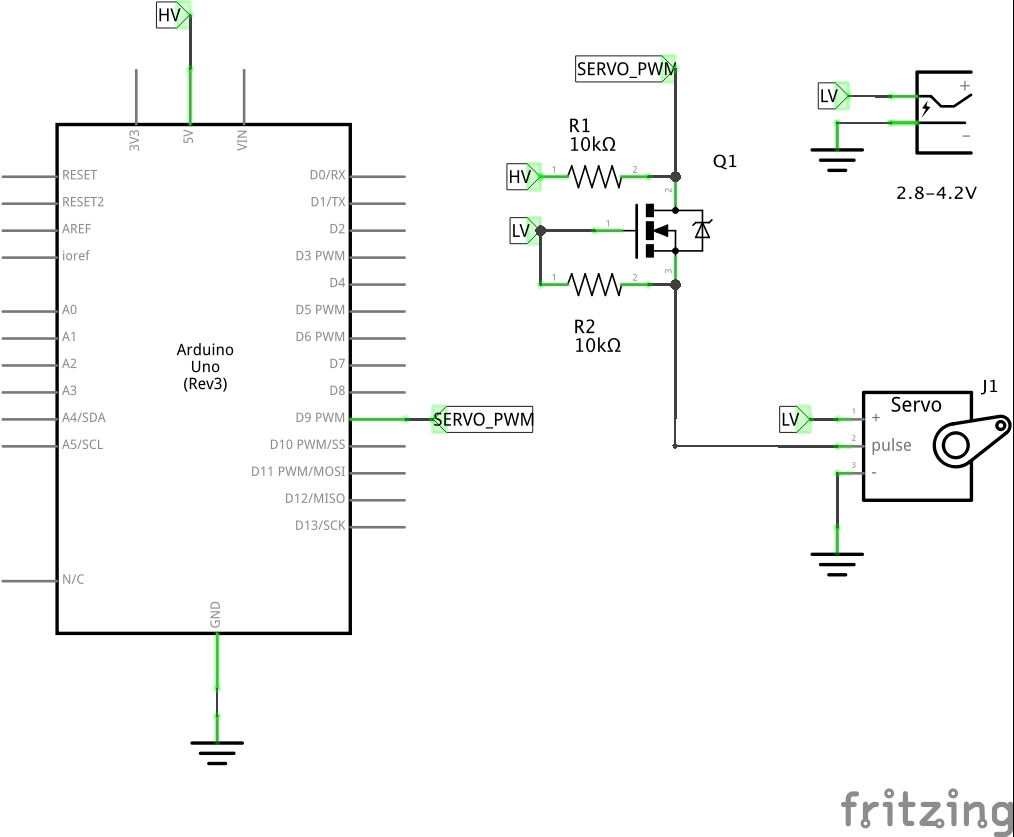 HV
3V3
5V
VIN
RESET
RESET2
AREF
ioref
A0
A1
A2
A3
A4/SDA
A5/SCL
N/C
Arduino
Uno
(Rev3)
D0/RX
D1/TX
D2
D3 PWM
D4
D5 PWM
D6 PWM
D7
D8
D9 PWM
D10 PWM/SS
D11 PWM/MOSI
D12/MISO
D13/SCK
GND
SERVO_PWM
SERVO_PWM
R1
10kΩ
HV
1
2
Q1
2
LV
1
3
1
2
R2
10kΩ
LV
+
−
2.8−4.2V
J1
Servo
LV
1
+
2
pulse
3
-
fritzing